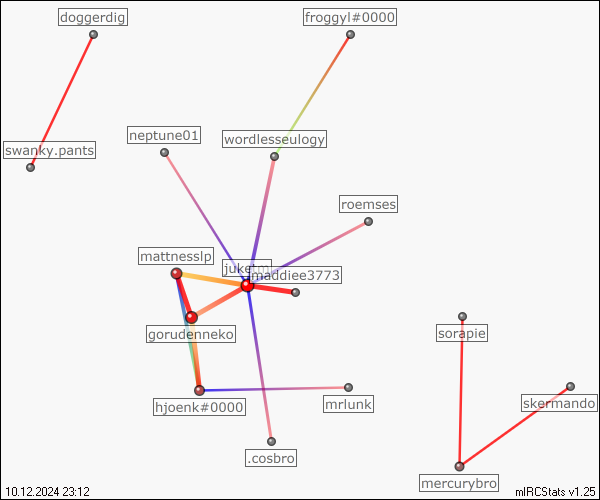 doggerdig
froggyl#0000
neptune01
wordlesseulogy
swanky.pants
roemses
mattnesslp
maddiee3773
sorapie
gorudenneko
hjoenk#0000
mrlunk
skermando
.cosbro
mercurybro
10.12.2024 23:12
mIRCStats v1.25